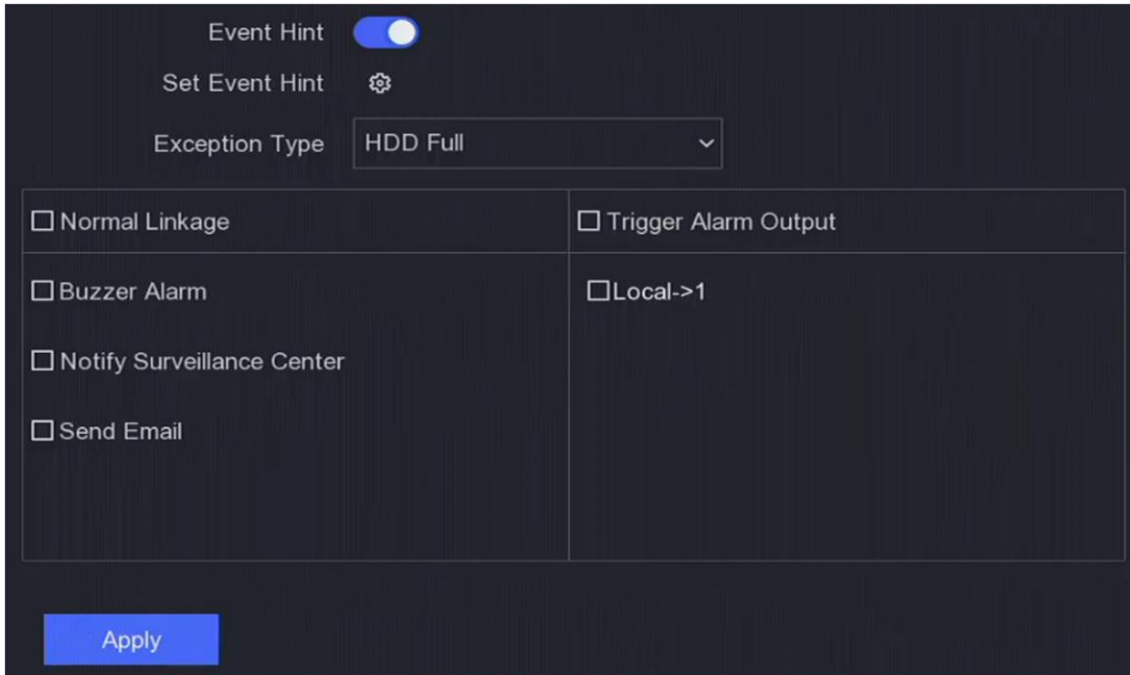 Event Hint
Set Event Hint
Exception Type HDD Full
Normal Linkage Trigger Alarm Output
Buzzer Alarm Local->1
Notify Surveillance Center
Send Email
Apply